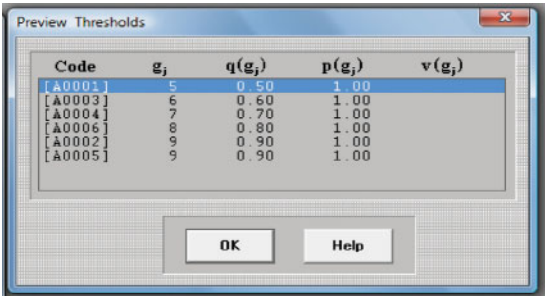 Preview Thresholds
Code gj q(gj) p(gj) v(gj)
[A0001] 5 0.50 1.00
[A0003] 6 0.60 1.00
[A0004] 7 0.70 1.00
[A0006] 8 0.80 1.00
[A0002] 9 0.90 1.00
[A0005] 9 0.90 1.00
OK Help